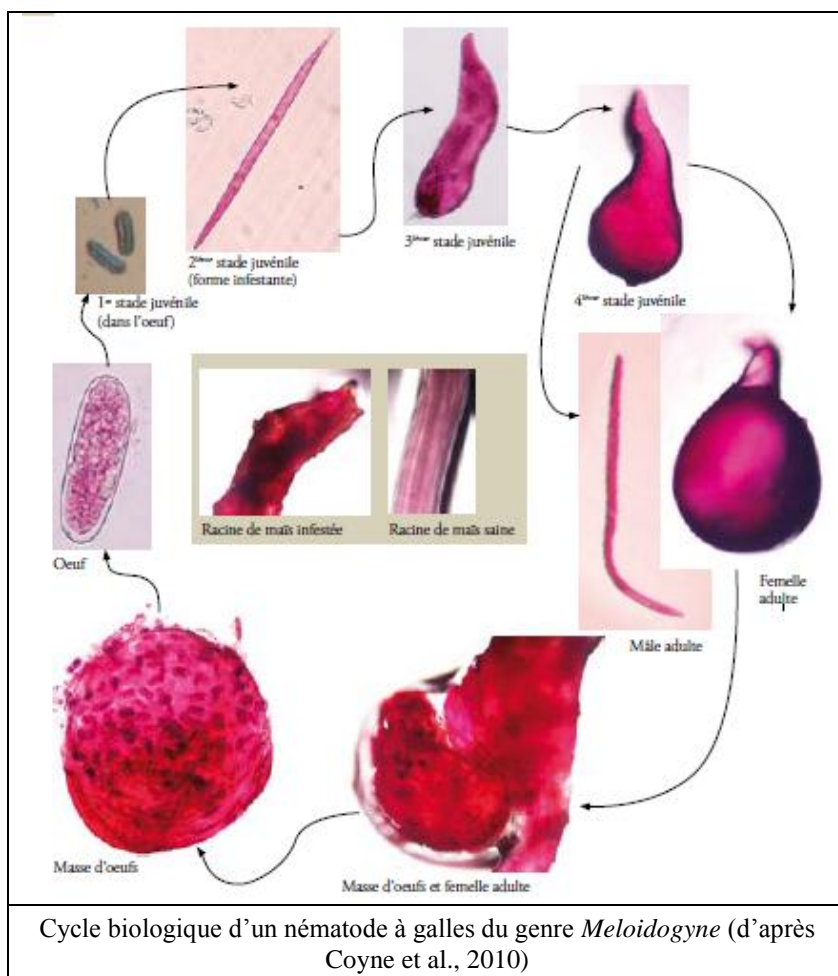 2ème stade juvénile
(forme infestante)
3ème stade juvénile
4ème stade juvénile
1er stade juvénile
(dans l'oeuf)
Racine de maïs infestée
Racine de maïs saine
Oeuf
Femelle
adulte
Mâle adulte
Masse d'oeufs
Masse d'oeufs et femelle adulte
Cycle biologique d'un nématode à galles du genre Meloidogyne (d'après
Coyne et al., 2010)